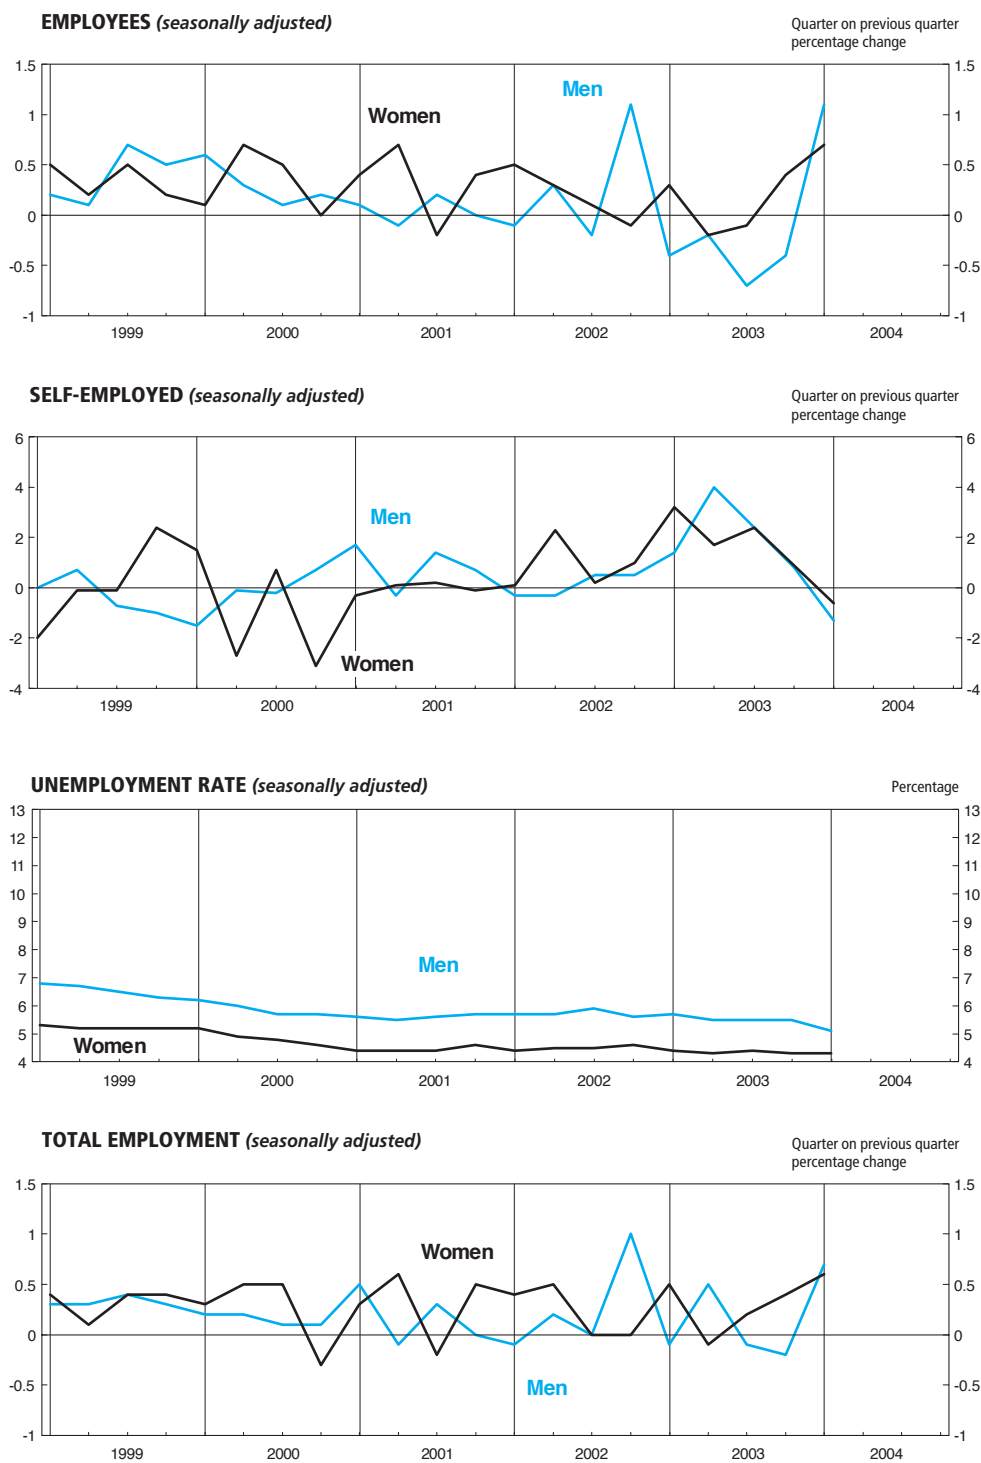 EMPLOYEES (seasonally adjusted)
Quarter on previous quarter
percentage change
1.5 1.5
Men
Women
1 1
0.5 0.5
0 0
-0.5 -0.5
-1 -1
1999 2000 2001 2002 2003 2004
SELF-EMPLOYED (seasonally adjusted)
Quarter on previous quarter
percentage change
6 6
4 4
Men
2 2
0 0
-2 -2
Women
-4 -4
1999 2000 2001 2002 2003 2004
UNEMPLOYMENT RATE (seasonally adjusted)
Percentage
13 13
12 12
11 11
10 10
9 9
8 8
Men
7 7
6 6
5 5
Women
4 4
1999 2000 2001 2002 2003 2004
TOTAL EMPLOYMENT (seasonally adjusted)
Quarter on previous quarter
percentage change
1.5 1.5
1 1
Women
0.5 0.5
0 0
-0.5 -0.5
Men
-1 -1
1999 2000 2001 2002 2003 2004